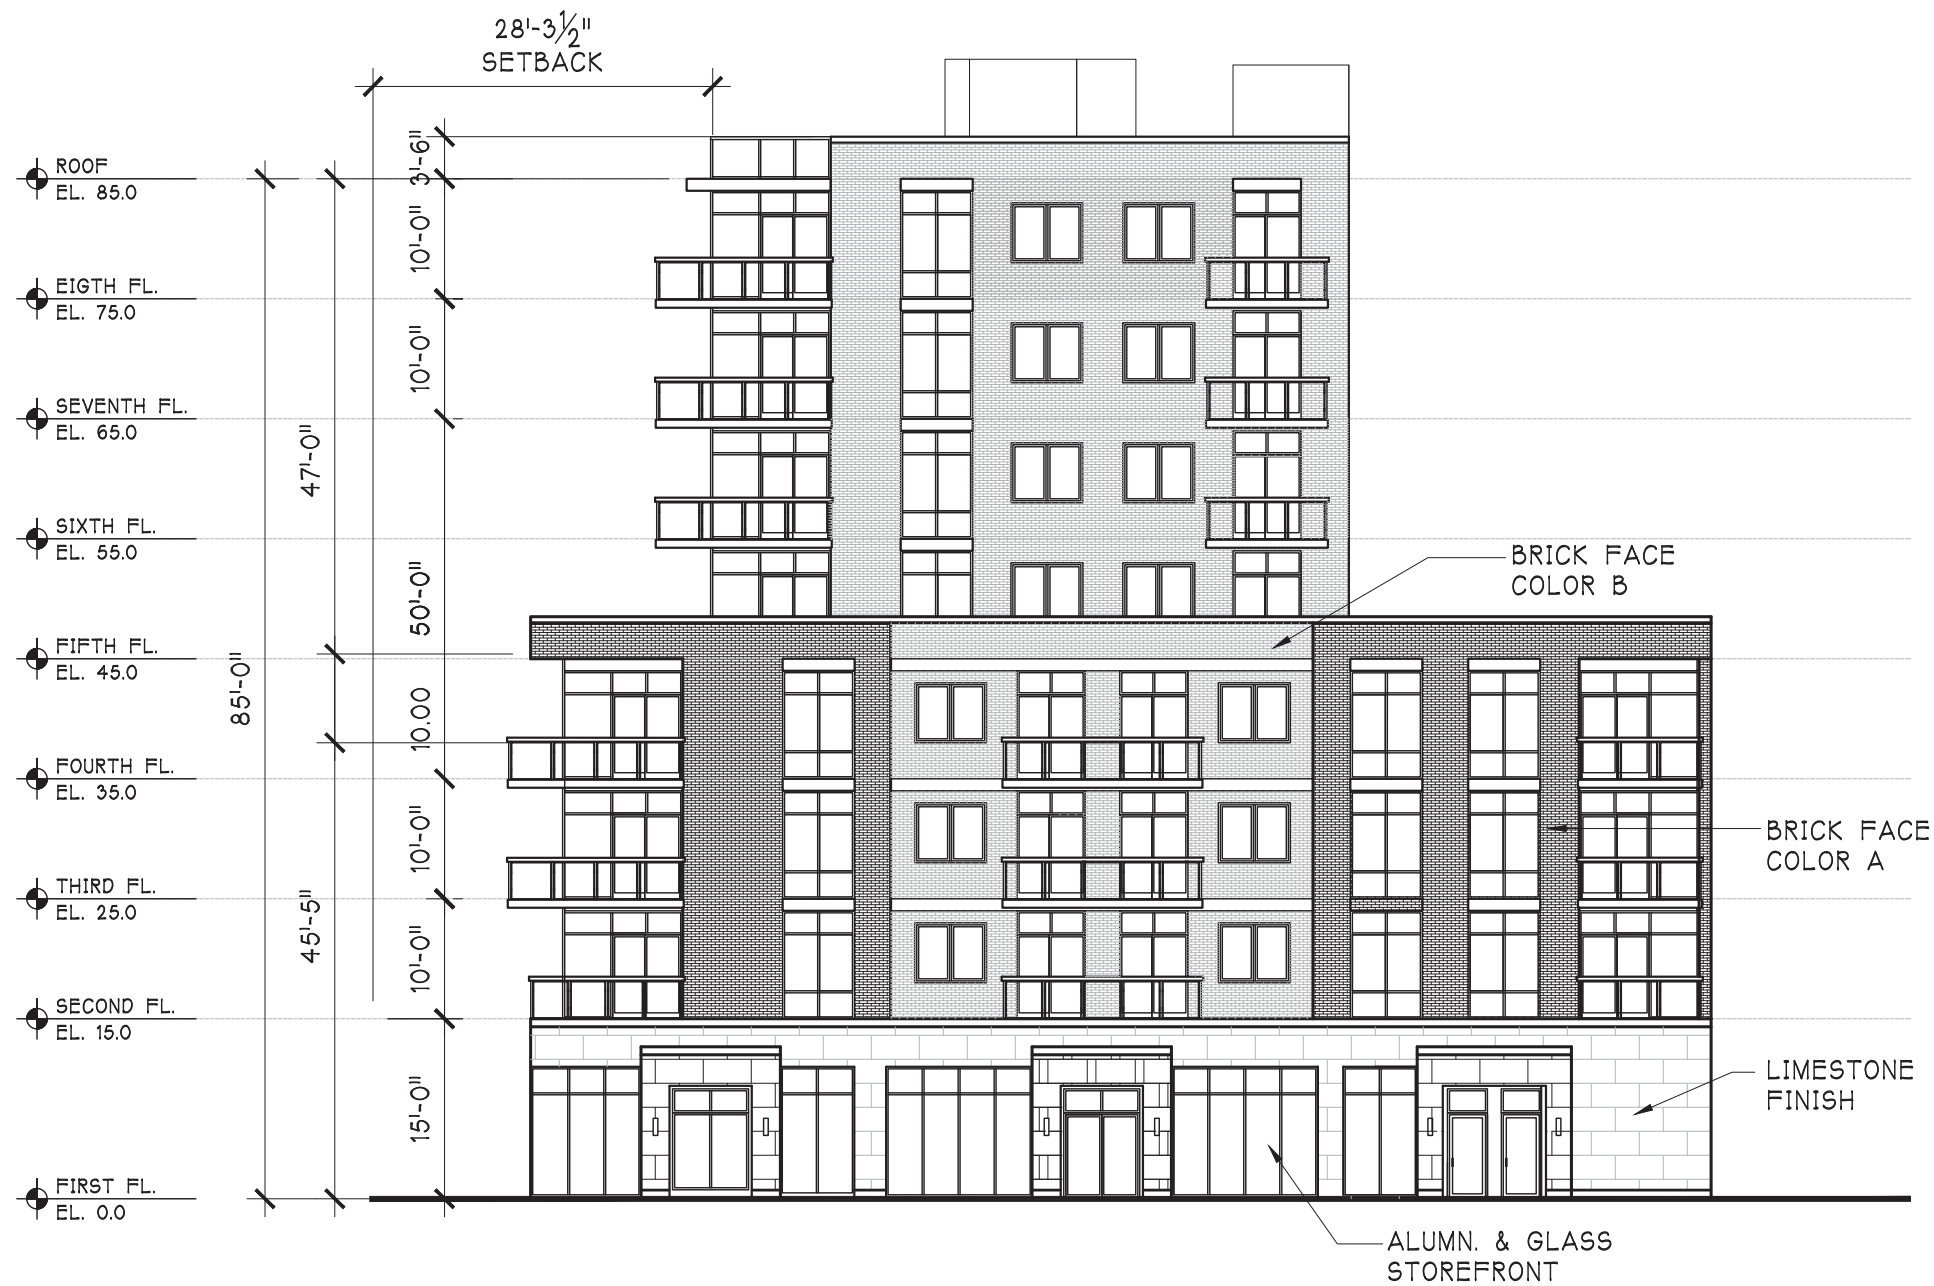 28'-3½"
SETBACK
ROOF
EL. 85.0
3'-6"
10'-0"
EIGTH FL.
EL. 75.0
10'-0"
SEVENTH FL.
EL. 65.0
47'-0"
SIXTH FL.
EL. 55.0
50'-0"
BRICK FACE
COLOR B
FIFTH FL.
EL. 45.0
85'-0"
10.00
FOURTH FL.
EL. 35.0
10'-0"
BRICK FACE
COLOR A
THIRD FL.
EL. 25.0
45'-5"
10'-0"
SECOND FL.
EL. 15.0
15'-0"
LIMESTONE
FINISH
FIRST FL.
EL. 0.0
ALUMN. & GLASS
STOREFRONT